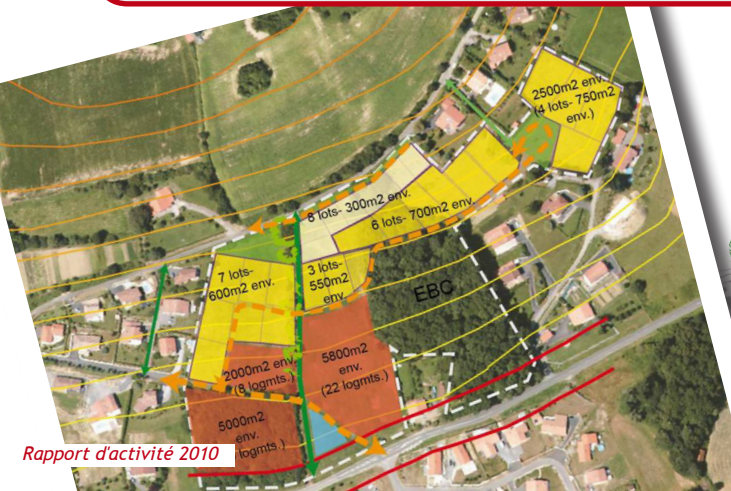 2500m2 env.
(4 lots- 750m2
env.)
8 lots- 300m2 env.
6 lots- 700m2 env.
7 lots-
600m2 env.
3 lots-
550m2
env.
EBC
2000m2 env.
(8 logmts.)
5800m2
env.
(22 logmts.)
5000m2
env.
logmts.)
Rapport d'activité 2010